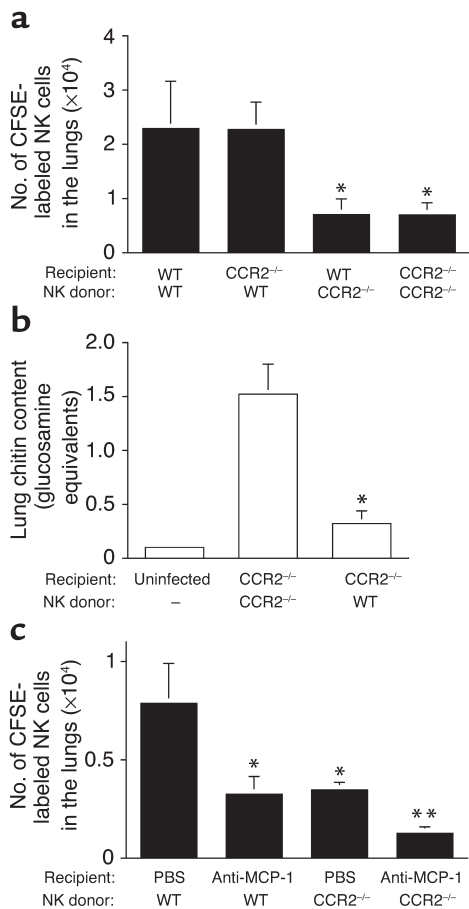 a
No. of CFSE-
labeled NK cells
in the lungs (×10⁴)
4
3
2
1
0
* *
Recipient: WT CCR2⁻/⁻ WT CCR2⁻/⁻
NK donor: WT WT CCR2⁻/⁻ CCR2⁻/⁻
b
Lung chitin content
(glucosamine
equivalents)
2.0
1.5
1.0
0.5
0
*
Recipient: Uninfected CCR2⁻/⁻ CCR2⁻/⁻
NK donor: – CCR2⁻/⁻ WT
c
No. of CFSE-
labeled NK cells
in the lungs (×10⁴)
1
0.5
0
* * **
Recipient: PBS Anti-MCP-1 PBS Anti-MCP-1
NK donor: WT WT CCR2⁻/⁻ CCR2⁻/⁻